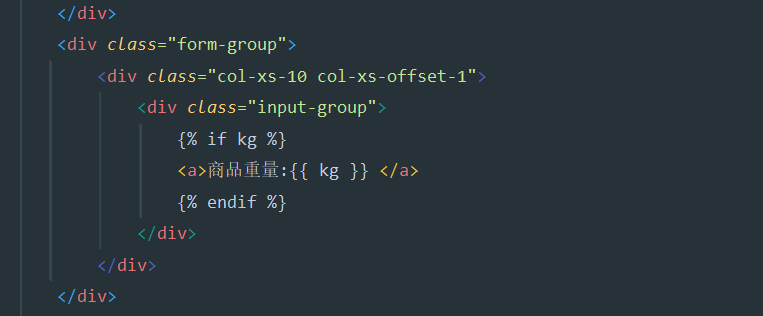 </div>
<div class="form-group">
<div class="col-xs-10 col-xs-offset-1">
<div class="input-group">
{% if kg %}
<a>商品重量:{{ kg }} </a>
{% endif %}
</div>
</div>
</div>